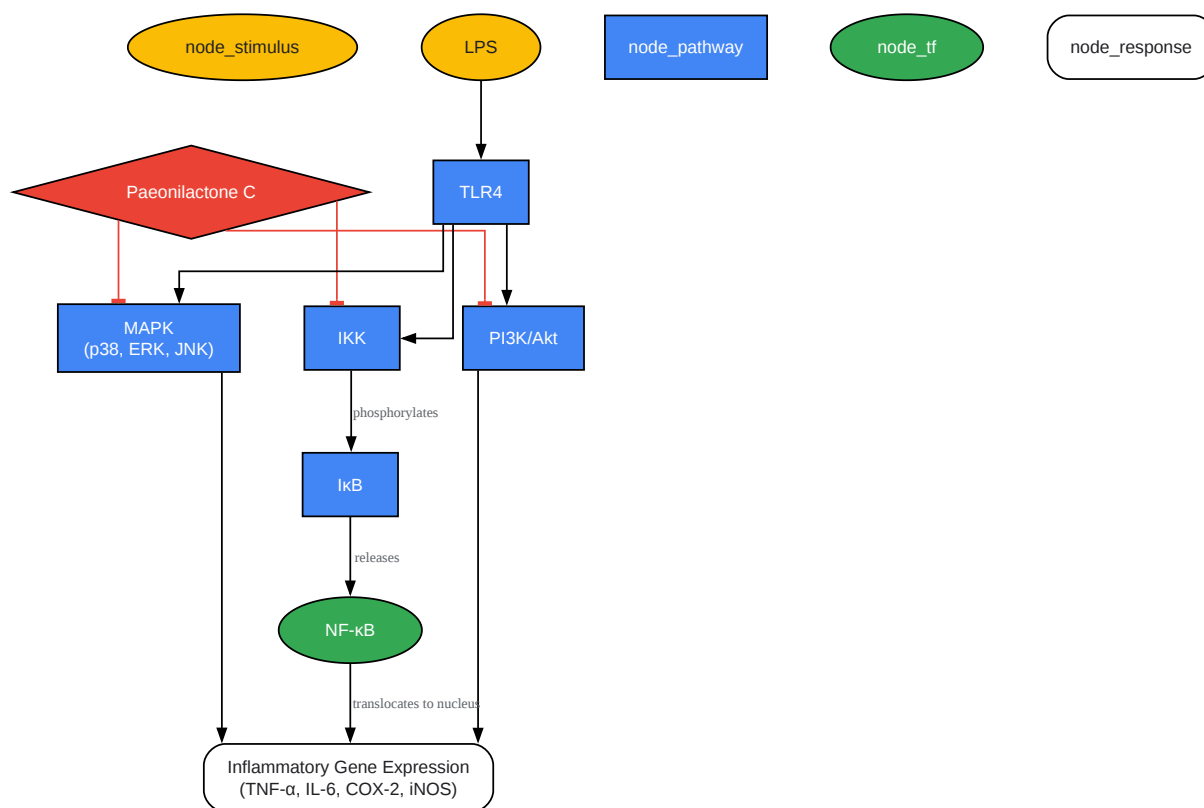 node_stimulus
LPS
node_pathway
node_tf
node_response
Paeonilactone C
TLR4
MAPK
(p38, ERK, JNK)
IKK
PI3K/Akt
phosphorylates
IκB
releases
NF-κB
translocates to nucleus
Inflammatory Gene Expression
(TNF-α, IL-6, COX-2, iNOS)